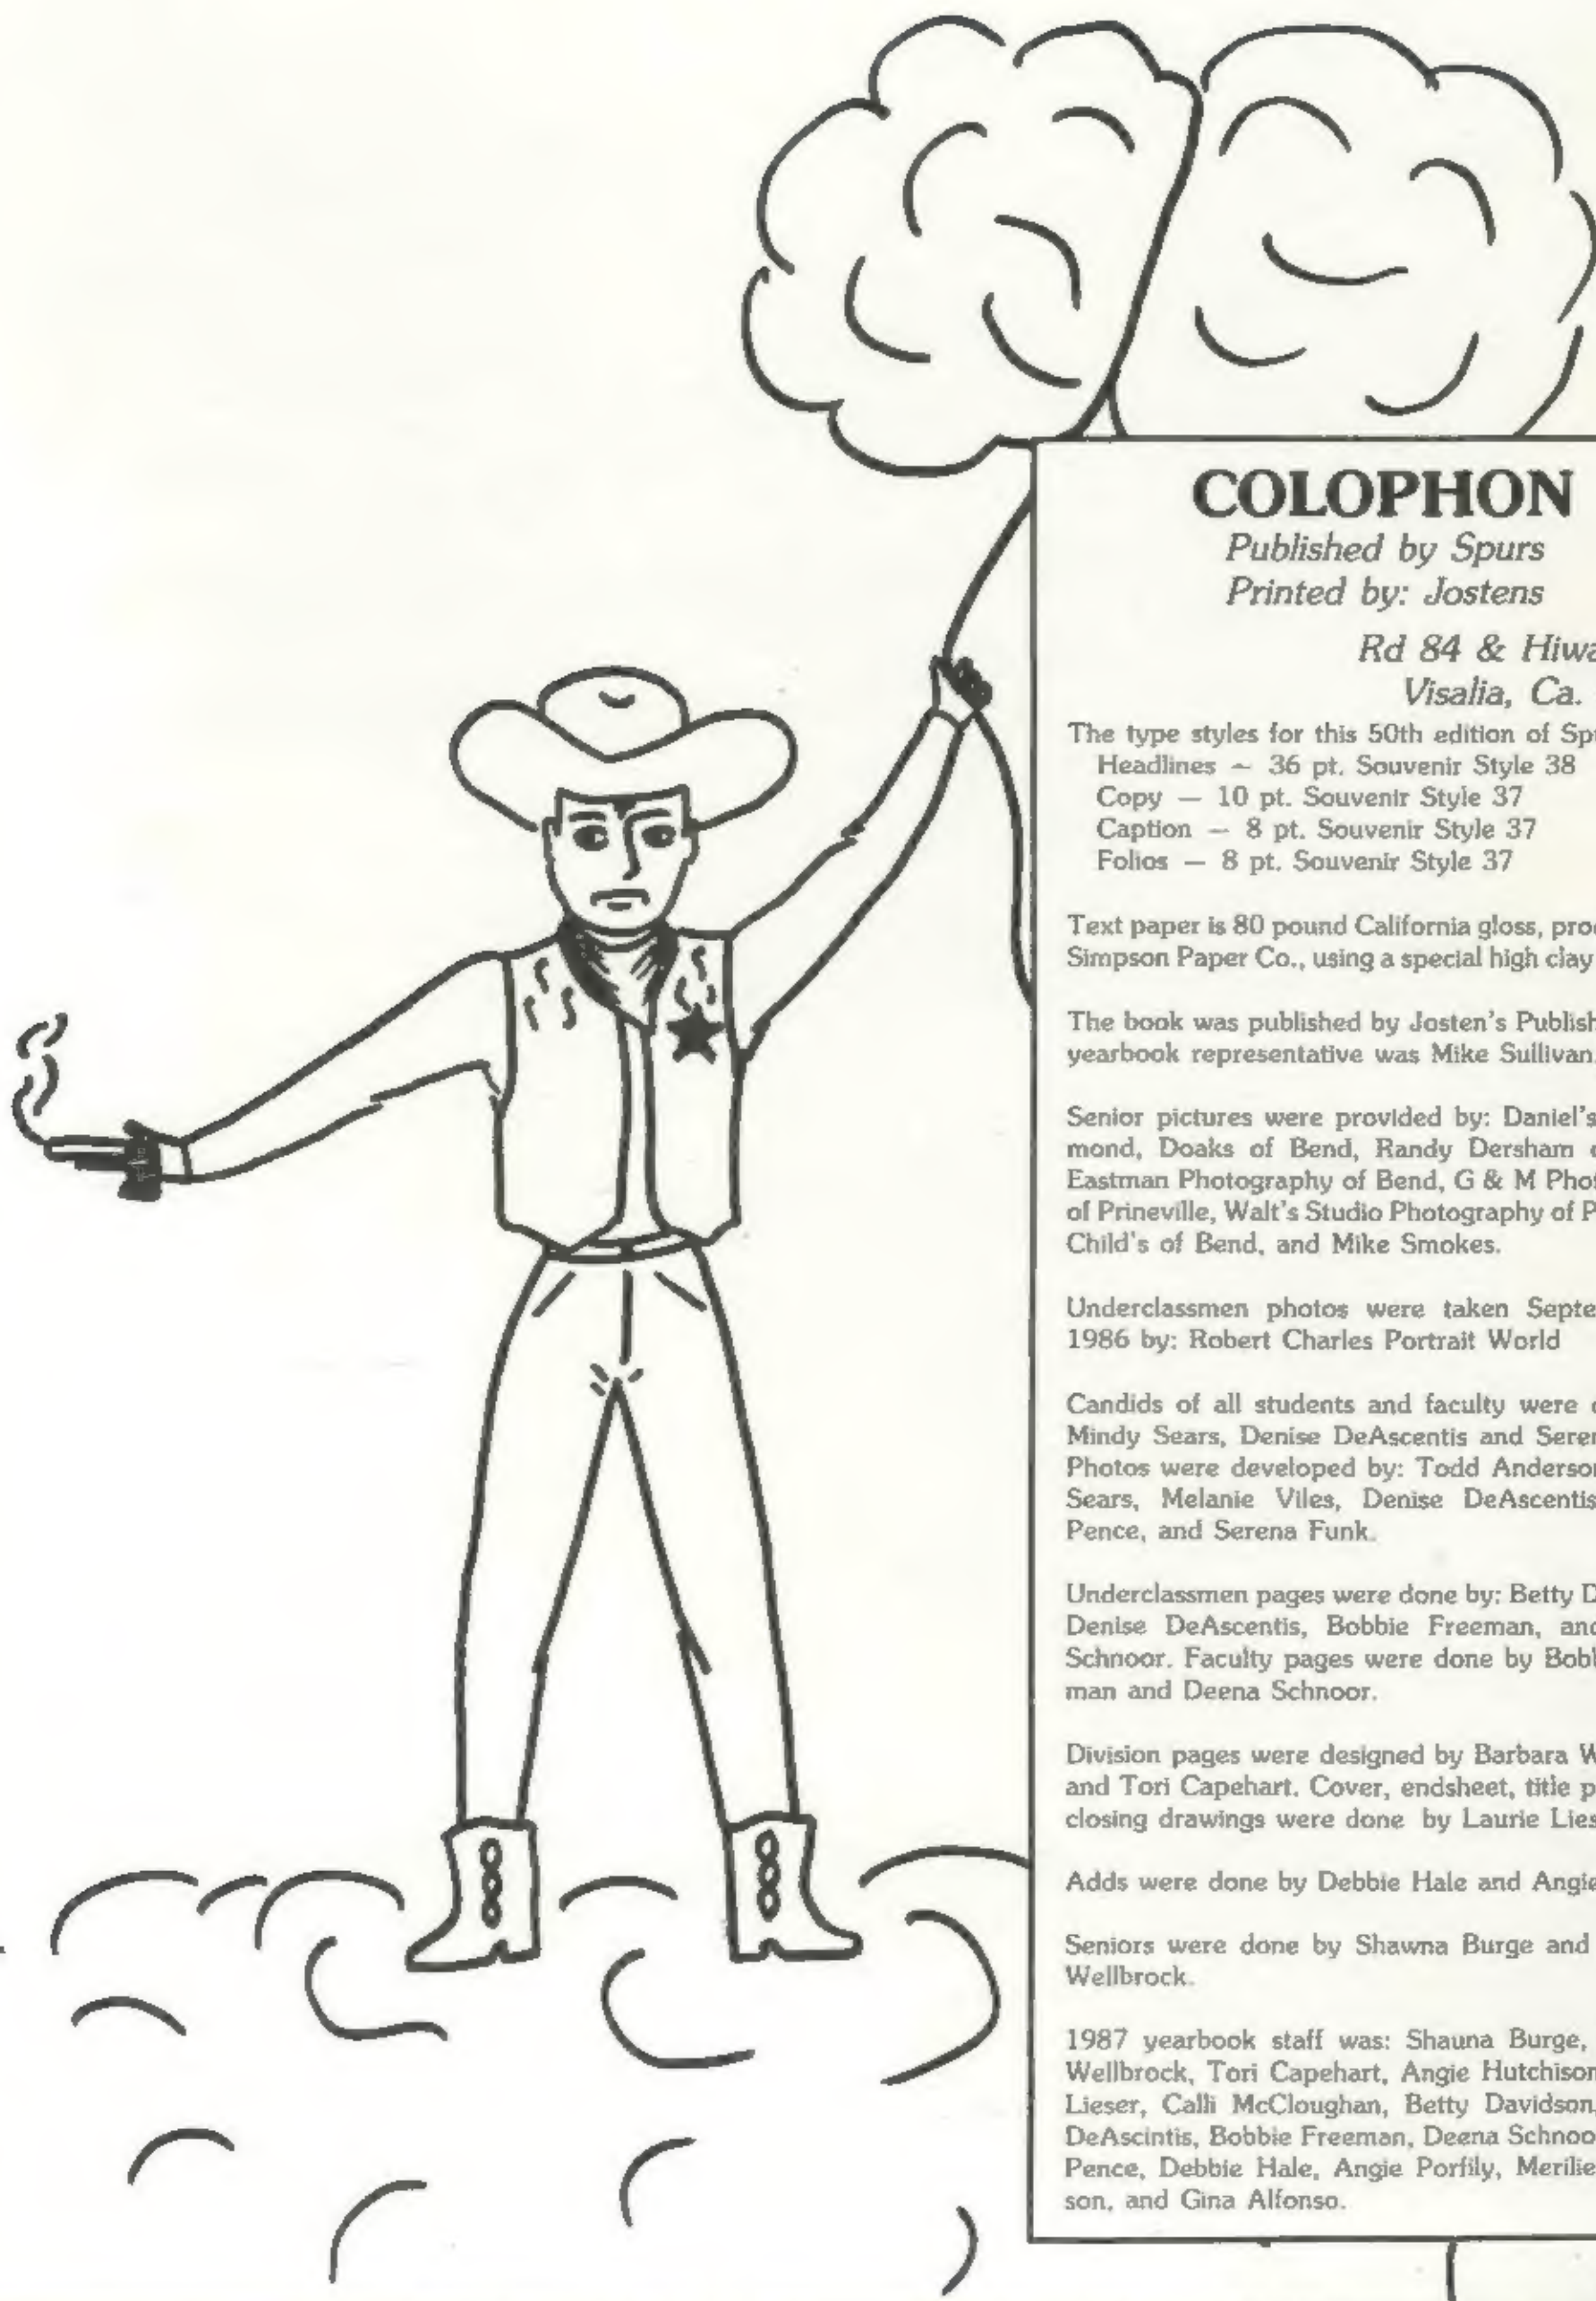 COLOPHON
Published by Spurs
Printed by: Jostens
Rd 84 & Hiwa
Visalia, Ca.
The type styles for this 50th edition of Sp
Headlines — 36 pt. Souvenir Style 38
Copy — 10 pt. Souvenir Style 37
Caption — 8 pt. Souvenir Style 37
Folios — 8 pt. Souvenir Style 37
Text paper is 80 pound California gloss, pro
Simpson Paper Co., using a special high clay
The book was published by Josten's Publish
yearbook representative was Mike Sullivan.
Senior pictures were provided by: Daniel's
mond, Doaks of Bend, Randy Dersham
Eastman Photography of Bend, G & M Phot
of Prineville, Walt's Studio Photography of P
Child's of Bend, and Mike Smokes.
Underclassmen photos were taken Septe
1986 by: Robert Charles Portrait World
Candids of all students and faculty were
Mindy Sears, Denise DeAscentis and Seren
Photos were developed by: Todd Anderson
Sears, Melanie Viles, Denise DeAscentis
Pence, and Serena Funk.
Underclassmen pages were done by: Betty D
Denise DeAscentis, Bobbie Freeman, and
Schnoor. Faculty pages were done by Bobb
man and Deena Schnoor.
Division pages were designed by Barbara W
and Tori Capehart. Cover, endsheet, title p
closing drawings were done by Laurie Lies
Adds were done by Debbie Hale and Angie
Seniors were done by Shawna Burge and
Wellbrock.
1987 yearbook staff was: Shauna Burge,
Wellbrock, Tori Capehart, Angie Hutchison
Lieser, Calli McCloughan, Betty Davidson,
DeAscintis, Bobbie Freeman, Deena Schnoo
Pence, Debbie Hale, Angie Porfily, Merilie
son, and Gina Alfonso.